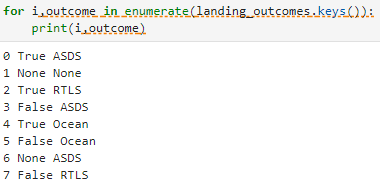 for i,outcome in enumerate(landing_outcomes.keys()):
print(i,outcome)
0 True ASDS
1 None None
2 True RTLS
3 False ASDS
4 True Ocean
5 False Ocean
6 None ASDS
7 False RTLS